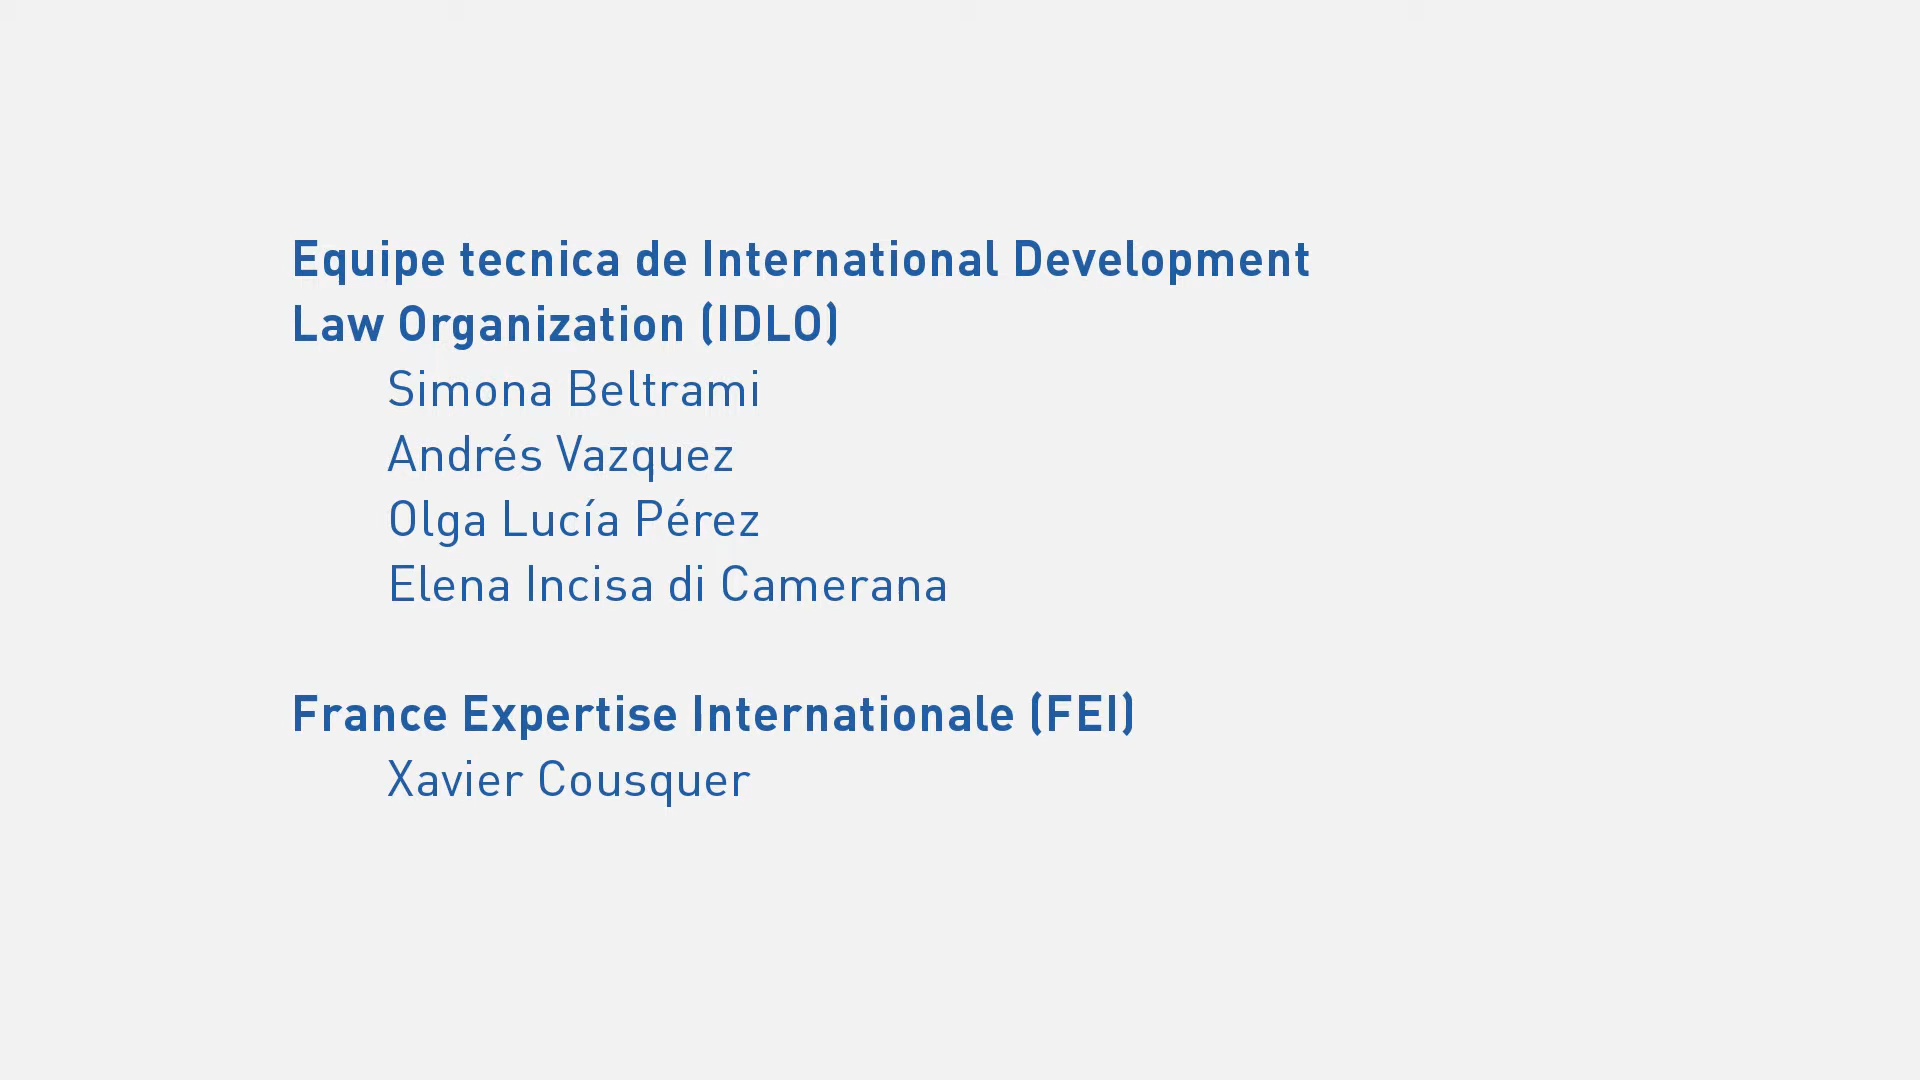 Equipe tecnica de International Development
Law Organization (IDLO)
Simona Beltrami
Andrés Vazquez
Olga Lucía Pérez
Elena Incisa di Camerana
France Expertise Internationale (FEI)
Xavier Cousquer